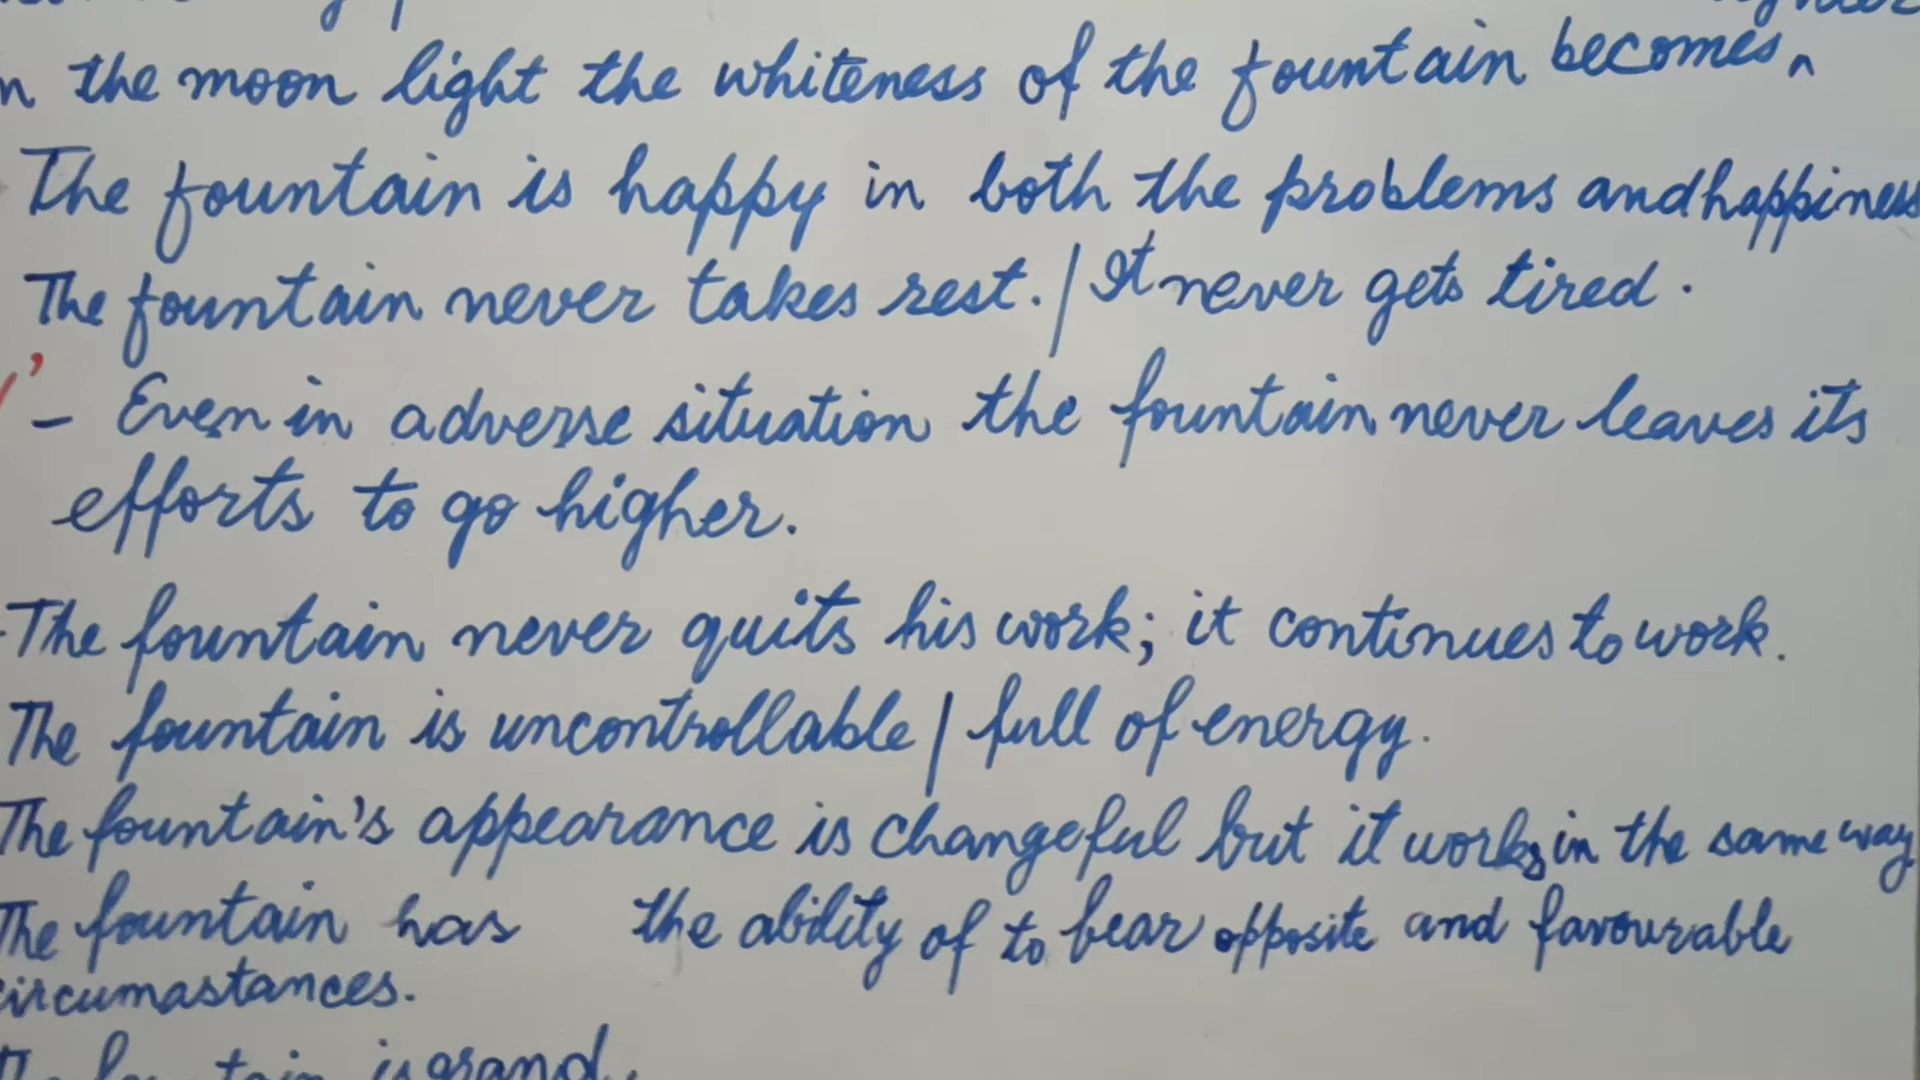 the moon light the whiteness of the fountain becomes ^
The fountain is happy in both the problems and happiness
The fountain never takes rest. / It never gets tired.
- Even in adverse situation the fountain never leaves its
efforts to go higher.
The fountain never quits his work; it continues to work.
The fountain is uncontrollable / full of energy.
The fountain's appearance is changeful but it works in the same way
The fountain has the ability of to bear opposite and favourable
circumastances.
is grand.